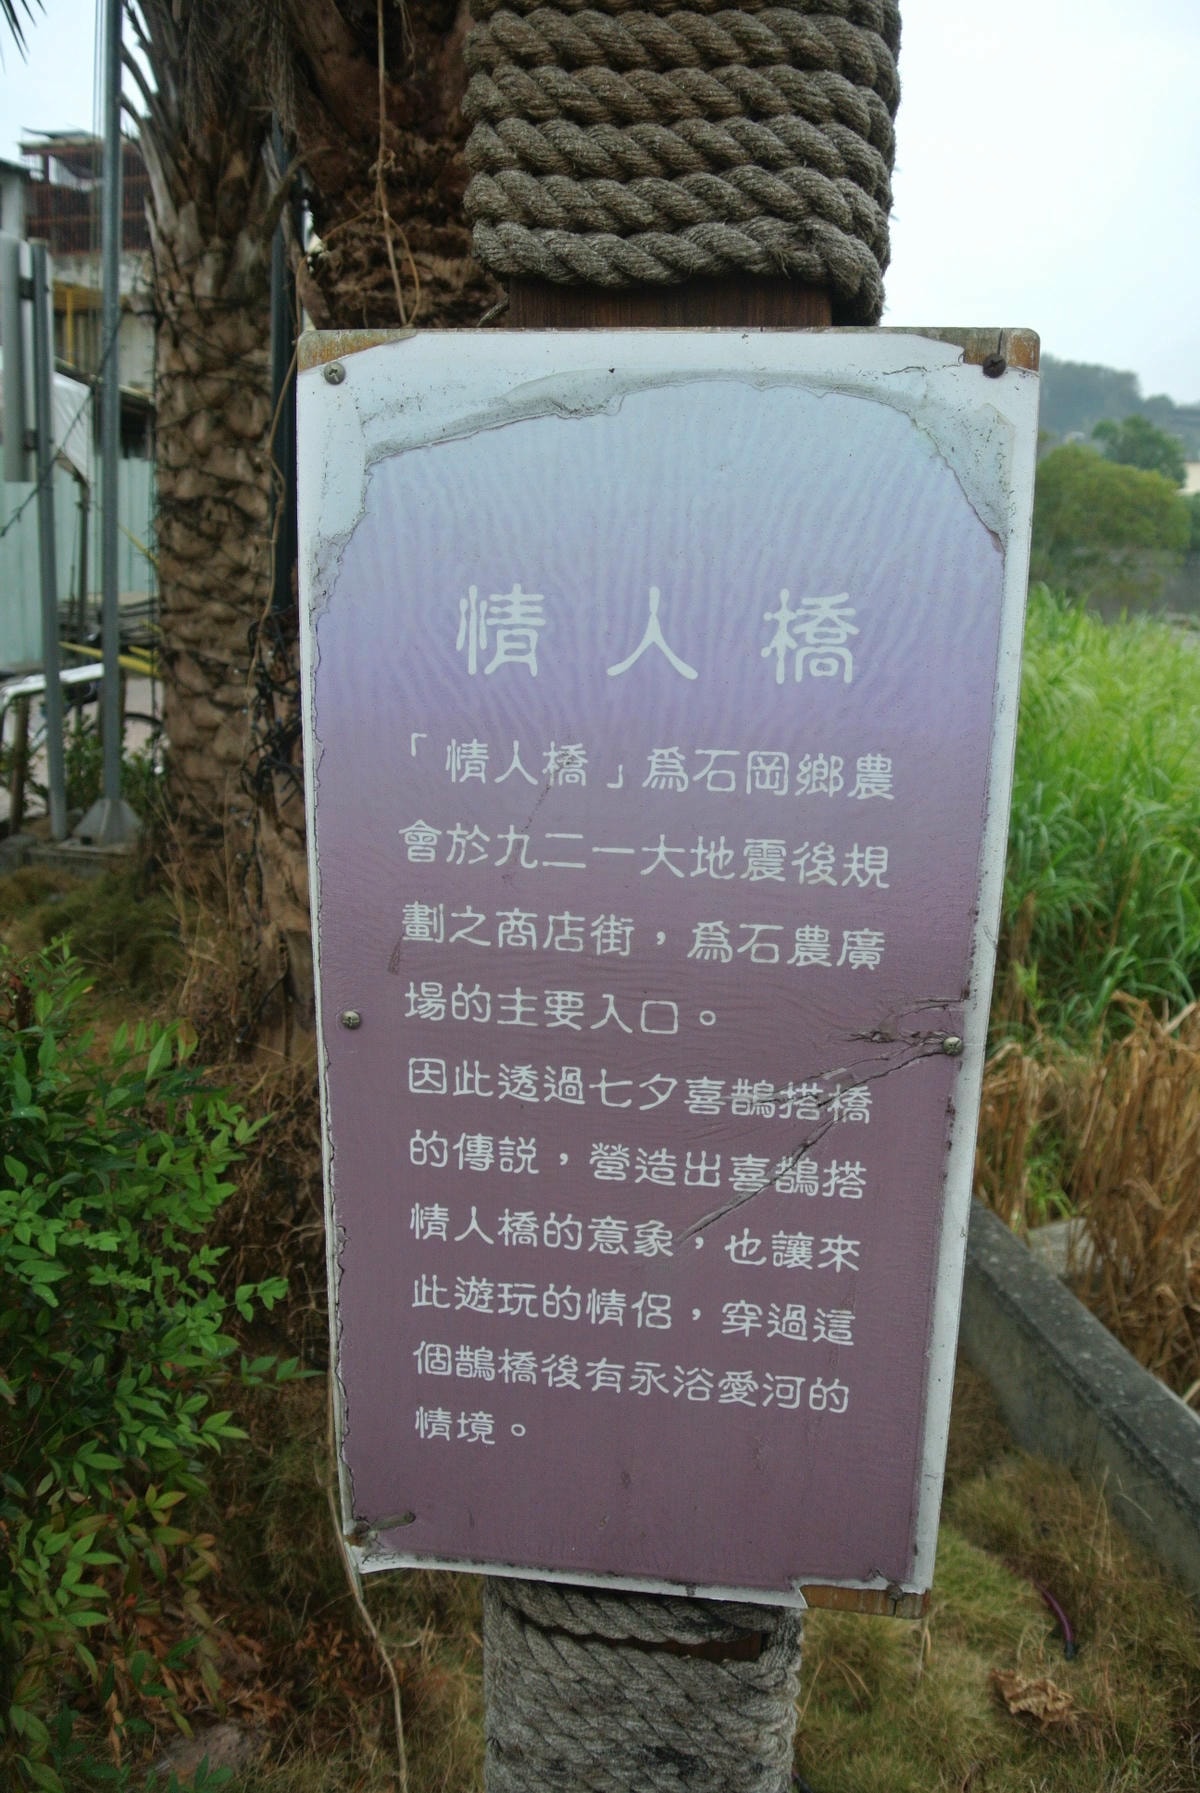 情人橋
「情人橋」為石岡鄉農
會於九二一大地震後規
劃之商店街，為石農廣
場的主要入口。
因此透過七夕喜鵲搭橋
的傳說，營造出喜鵲搭
情人橋的意象，也讓來
此遊玩的情侶，穿過這
個鵲橋後有永浴愛河的
情境。